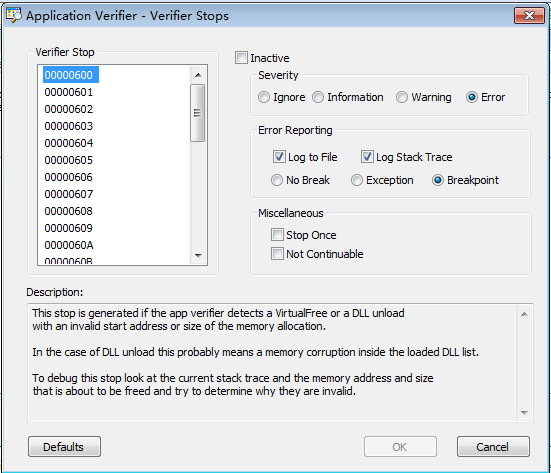 Application Verifier - Verifier Stops
Verifier Stop
00000600
00000601
00000602
00000603
00000604
00000605
00000606
00000607
00000608
00000609
0000060A
0000060B
Inactive
Severity
Ignore Information Warning Error
Error Reporting
Log to File Log Stack Trace
No Break Exception Breakpoint
Miscellaneous
Stop Once
Not Continuable
Description:
This stop is generated if the app verifier detects a VirtualFree or a DLL unload
with an invalid start address or size of the memory allocation.
In the case of DLL unload this probably means a memory corruption inside the loaded DLL list.
To debug this stop look at the current stack trace and the memory address and size
that is about to be freed and try to determine why they are invalid.
Defaults OK Cancel